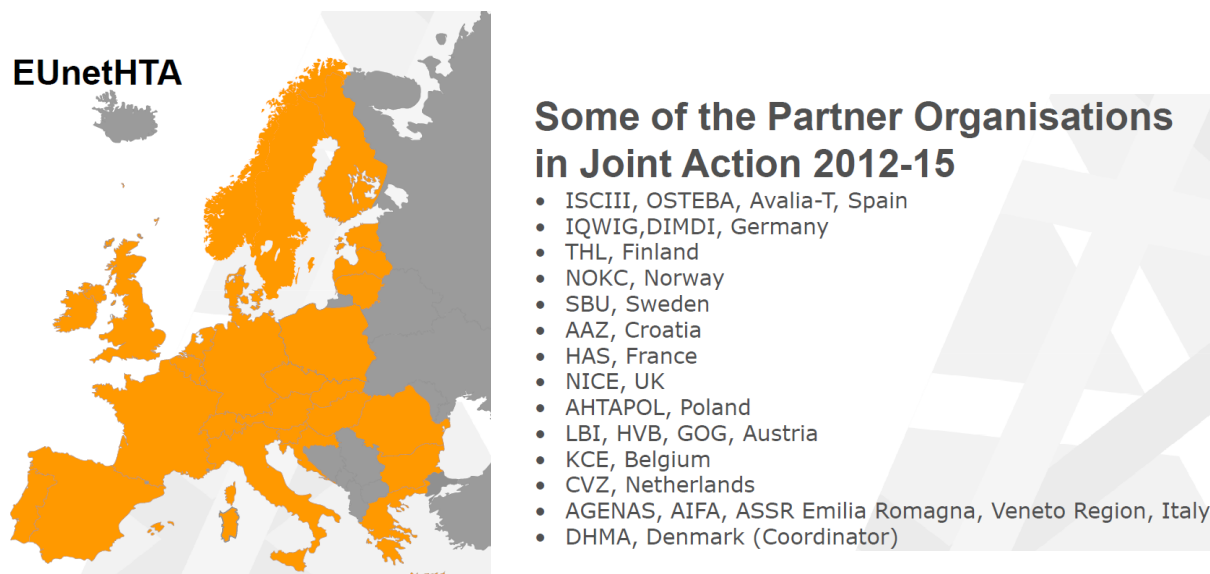 EUnetHTA
Some of the Partner Organisations
in Joint Action 2012-15
• ISCIII, OSTEBA, Avalia-T, Spain
• IQWIG,DIMDI, Germany
• THL, Finland
• NOKC, Norway
• SBU, Sweden
• AAZ, Croatia
• HAS, France
• NICE, UK
• AHTAPOL, Poland
• LBI, HVB, GOG, Austria
• KCE, Belgium
• CVZ, Netherlands
• AGENAS, AIFA, ASSR Emilia Romagna, Veneto Region, Italy
• DHMA, Denmark (Coordinator)